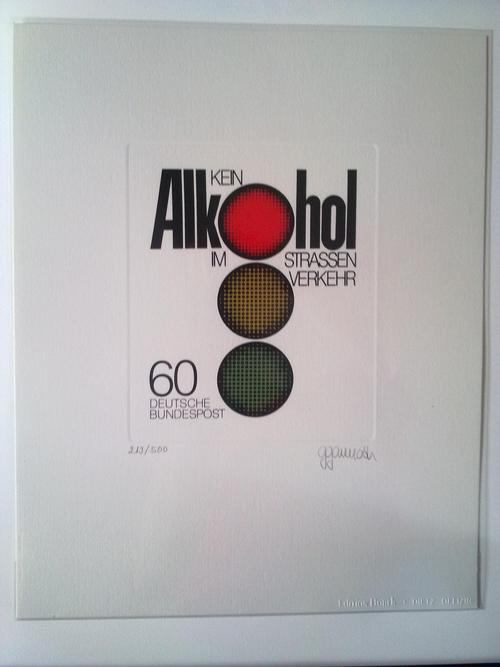 KEIN
Alkohol
IM STRASSEN
VERKEHR
60
DEUTSCHE
BUNDESPOST
213/500